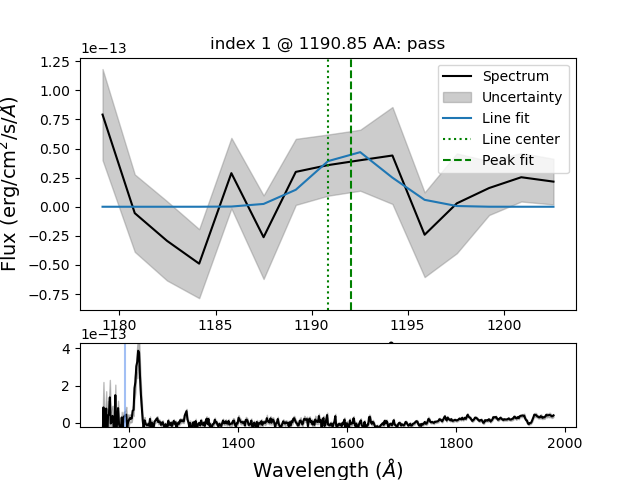 index 1 @ 1190.85 AA: pass
1e−13
Flux (erg/cm²/s/Å)
1.25
1.00
0.75
0.50
0.25
0.00
−0.25
−0.50
−0.75
Spectrum
Uncertainty
Line fit
Line center
Peak fit
1180 1185 1190 1195 1200
1e−13
4
2
0
1200 1400 1600 1800 2000
Wavelength (Å)